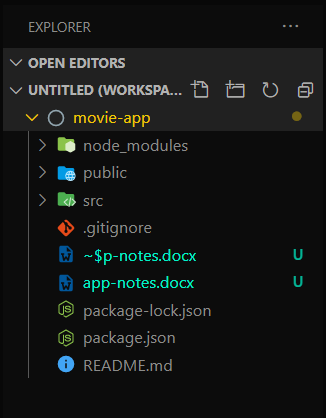 EXPLORER ...
OPEN EDITORS
UNTITLED (WORKSPA...
movie-app
node_modules
public
src
.gitignore
~$p-notes.docx U
app-notes.docx U
package-lock.json
package.json
README.md